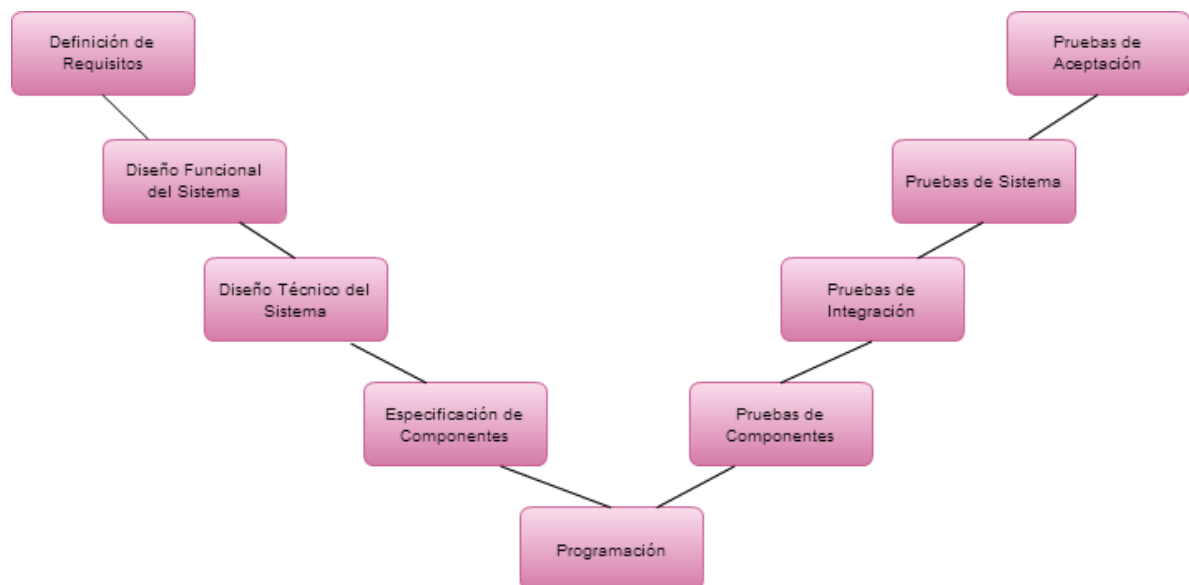 Definición de
Requisitos
Pruebas de
Aceptación
Diseño Funcional
del Sistema
Pruebas de Sistema
Diseño Técnico del
Sistema
Pruebas de
Integración
Especificación de
Componentes
Pruebas de
Componentes
Programación